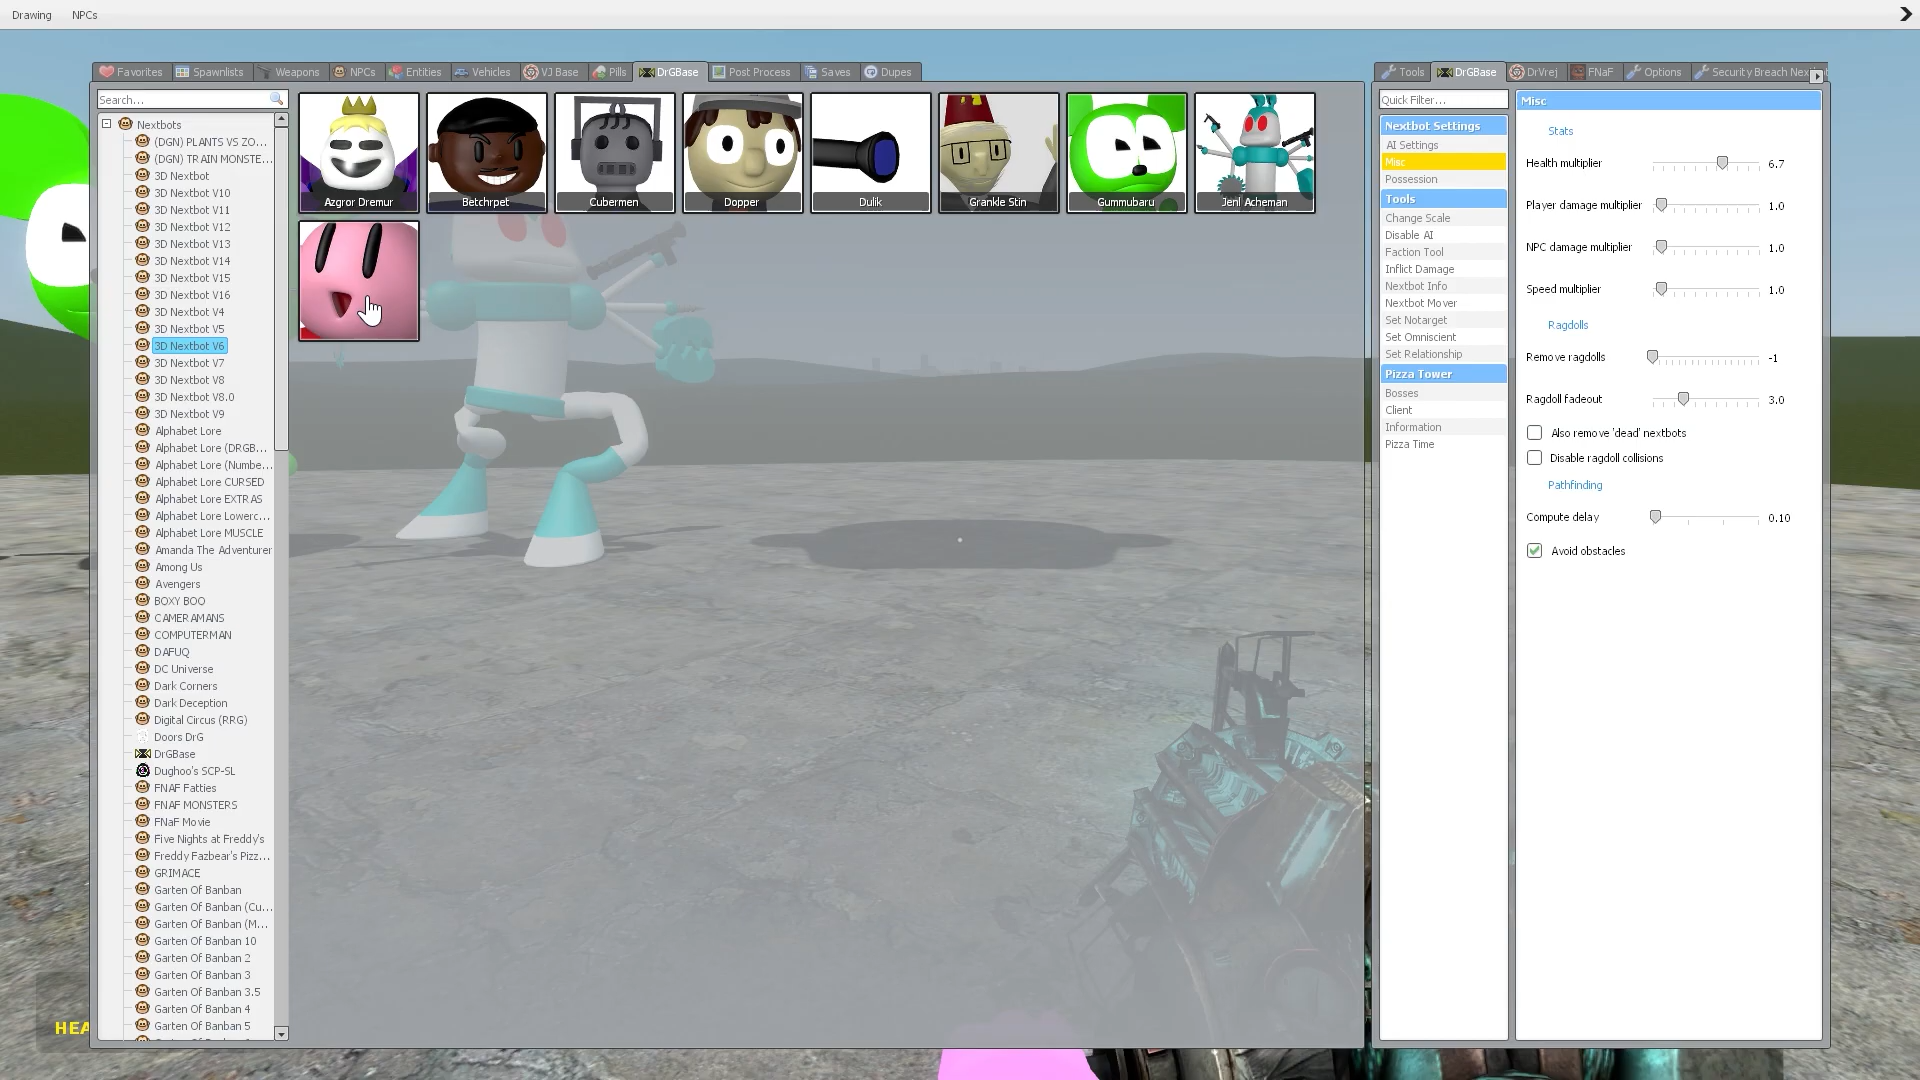 Drawing NPCs
Favorites Spawnlists Weapons NPCs Entities Vehicles VJ Base Pills DrGBase Post Process Saves Dupes
Search...
Nextbots
(DGN) PLANTS VS ZO...
(DGN) TRAIN MONSTE...
3D Nextbot
3D Nextbot V10
3D Nextbot V11
3D Nextbot V12
3D Nextbot V13
3D Nextbot V14
3D Nextbot V15
3D Nextbot V16
3D Nextbot V4
3D Nextbot V5
3D Nextbot V6
3D Nextbot V7
3D Nextbot V8
3D Nextbot V8.0
3D Nextbot V9
Alphabet Lore
Alphabet Lore (DRGB...
Alphabet Lore (Numbe...
Alphabet Lore CURSED
Alphabet Lore EXTRAS
Alphabet Lore Lowerc...
Alphabet Lore MUSCLE
Amanda The Adventurer
Among Us
Avengers
BOXY BOO
CAMERAMANS
COMPUTERMAN
DAFUQ
DC Universe
Dark Corners
Dark Deception
Digital Circus (RRG)
Doors DrG
DrGBase
Dughoo's SCP-SL
FNAF Fatties
FNAF MONSTERS
FNaF Movie
Five Nights at Freddy's
Freddy Fazbear's Pizz...
GRIMACE
Garten Of Banban
Garten Of Banban (Cu...
Garten Of Banban (M...
Garten Of Banban 10
Garten Of Banban 2
Garten Of Banban 3
Garten Of Banban 3.5
Garten Of Banban 4
Garten Of Banban 5
Azgror Dremur
Betchrpet
Cubermen
Dopper
Dulik
Grankle Stin
Gummubaru
Jenl Acheman
HEA
Tools DrGBase DrVrej FNaF Options Security Breach Nex
Quick Filter...
Nextbot Settings
AI Settings
Misc
Possession
Tools
Change Scale
Disable AI
Faction Tool
Inflict Damage
Nextbot Info
Nextbot Mover
Set Notarget
Set Omniscient
Set Relationship
Pizza Tower
Bosses
Client
Information
Pizza Time
Misc
Stats
Health multiplier 6.7
Player damage multiplier 1.0
NPC damage multiplier 1.0
Speed multiplier 1.0
Ragdolls
Remove ragdolls -1
Ragdoll fadeout 3.0
Also remove 'dead' nextbots
Disable ragdoll collisions
Pathfinding
Compute delay 0.10
Avoid obstacles